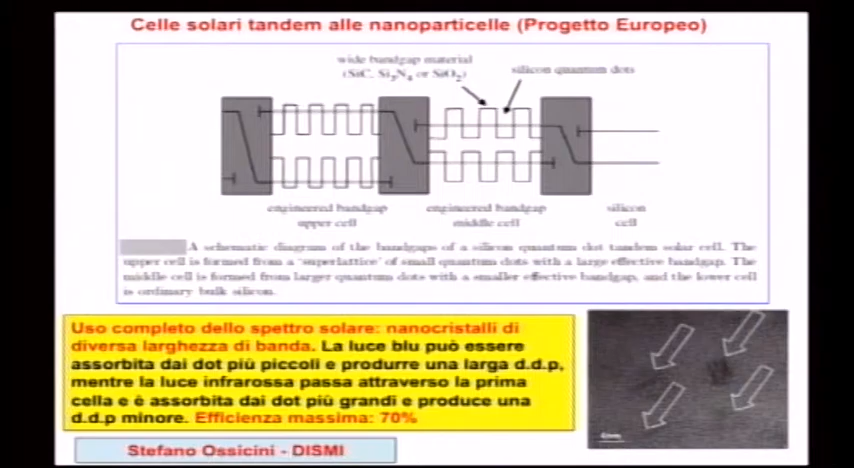 Celle solari tandem alle nanoparticelle (Progetto Europeo)
wide bandgap material
(SiC, Si3N4 or SiO2)
silicon quantum dots
engineered bandgap
upper cell
engineered bandgap
middle cell
silicon
cell
A schematic diagram of the bandgaps of a silicon quantum dot tandem solar cell. The
upper cell is formed from a 'superlattice' of small quantum dots with a large effective bandgap. The
middle cell is formed from larger quantum dots with a smaller effective bandgap, and the lower cell
is ordinary bulk silicon.
Uso completo dello spettro solare: nanocristalli di
diversa larghezza di banda. La luce blu può essere
assorbita dai dot più piccoli e produrre una larga d.d.p,
mentre la luce infrarossa passa attraverso la prima
cella e è assorbita dai dot più grandi e produce una
d.d.p minore. Efficienza massima: 70%
Stefano Ossicini - DISMI